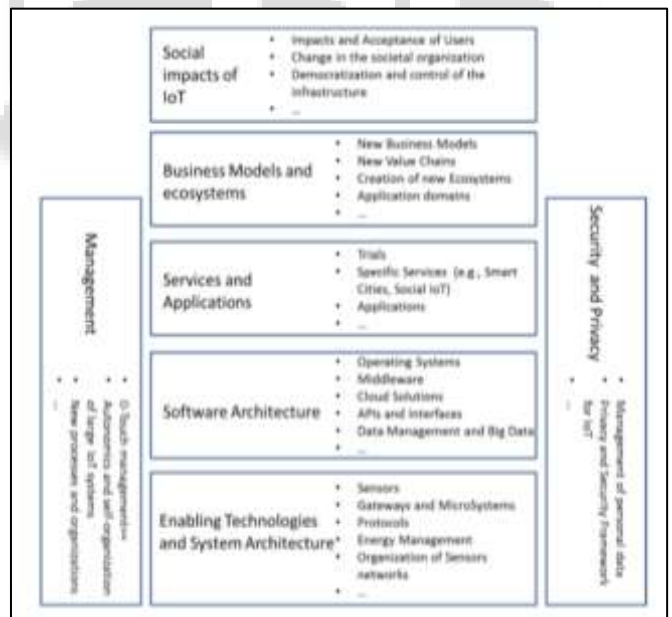 Social
impacts of
IoT
• Impacts and Acceptance of Users
• Change in the societal organization
• Democratization and control of the
infrastructure
• ...
Business Models and
ecosystems
• New Business Models
• New Value Chains
• Creation of new Ecosystems
• Application domains
• ...
Services and
Applications
• Trials
• Specific Services (e.g., Smart
Cities, Social IoT)
• Applications
• ...
Software Architecture
• Operating Systems
• Middleware
• Cloud Solutions
• APIs and Interfaces
• Data Management and Big Data
• ...
Enabling Technologies
and System Architecture
• Sensors
• Gateways and MicroSystems
• Protocols
• Energy Management
• Organization of Sensors
networks
• ...
Management
• 0-Touch management
• Autonomics and self-organization
of large IoT systems
• New processes and organizations
• ...
Security and Privacy
• Management of personal data
• Privacy and Security Framework
for IoT
• ...